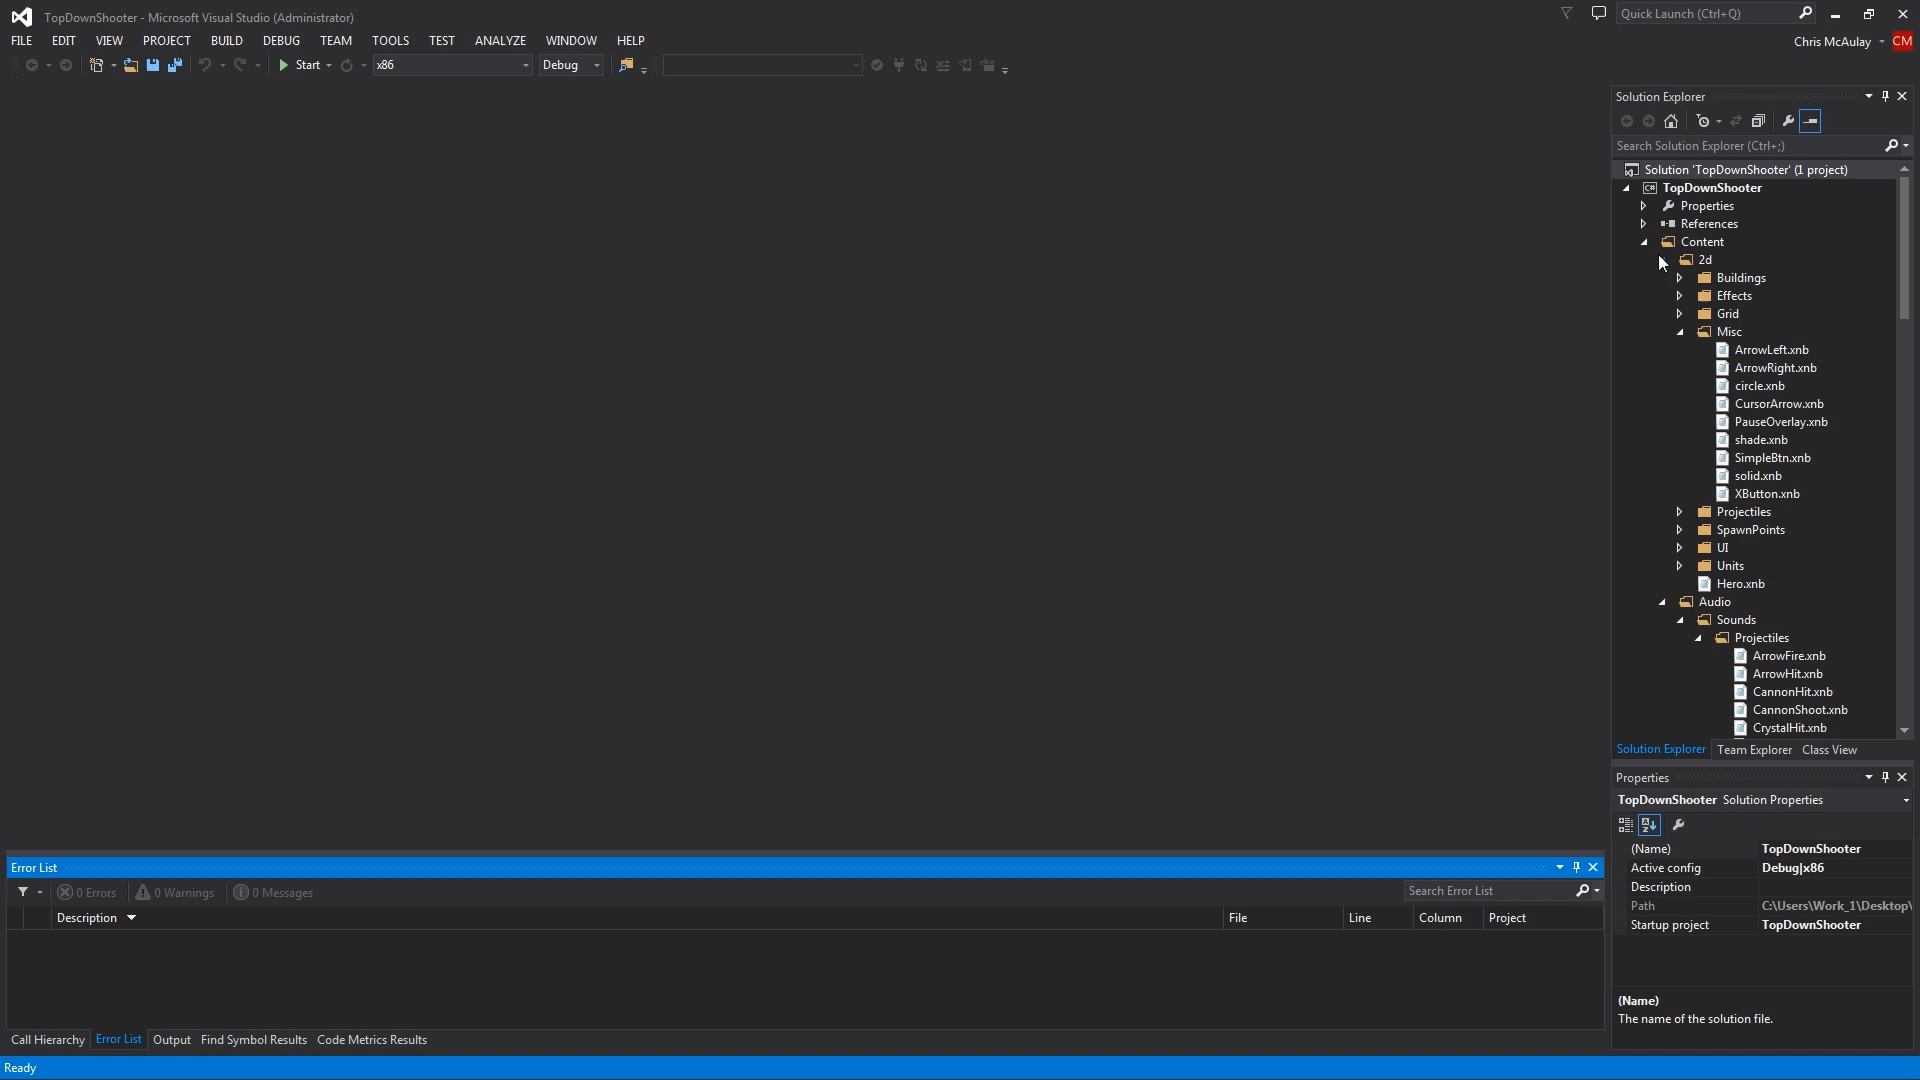 TopDownShooter - Microsoft Visual Studio (Administrator)
Quick Launch (Ctrl+Q)
FILE EDIT VIEW PROJECT BUILD DEBUG TEAM TOOLS TEST ANALYZE WINDOW HELP
Chris McAulay CM
Start x86 Debug
Solution Explorer
Search Solution Explorer (Ctrl+;)
Solution 'TopDownShooter' (1 project)
C# TopDownShooter
Properties
References
Content
2d
Buildings
Effects
Grid
Misc
ArrowLeft.xnb
ArrowRight.xnb
circle.xnb
CursorArrow.xnb
PauseOverlay.xnb
shade.xnb
SimpleBtn.xnb
solid.xnb
XButton.xnb
Projectiles
SpawnPoints
UI
Units
Hero.xnb
Audio
Sounds
Projectiles
ArrowFire.xnb
ArrowHit.xnb
CannonHit.xnb
CannonShoot.xnb
CrystalHit.xnb
Solution Explorer Team Explorer Class View
Properties
TopDownShooter Solution Properties
(Name) TopDownShooter
Active config Debug|x86
Description
Path C:\Users\Work_1\Desktop\
Startup project TopDownShooter
(Name)
The name of the solution file.
Error List
0 Errors 0 Warnings 0 Messages
Search Error List
Description File Line Column Project
Call Hierarchy Error List Output Find Symbol Results Code Metrics Results
Ready